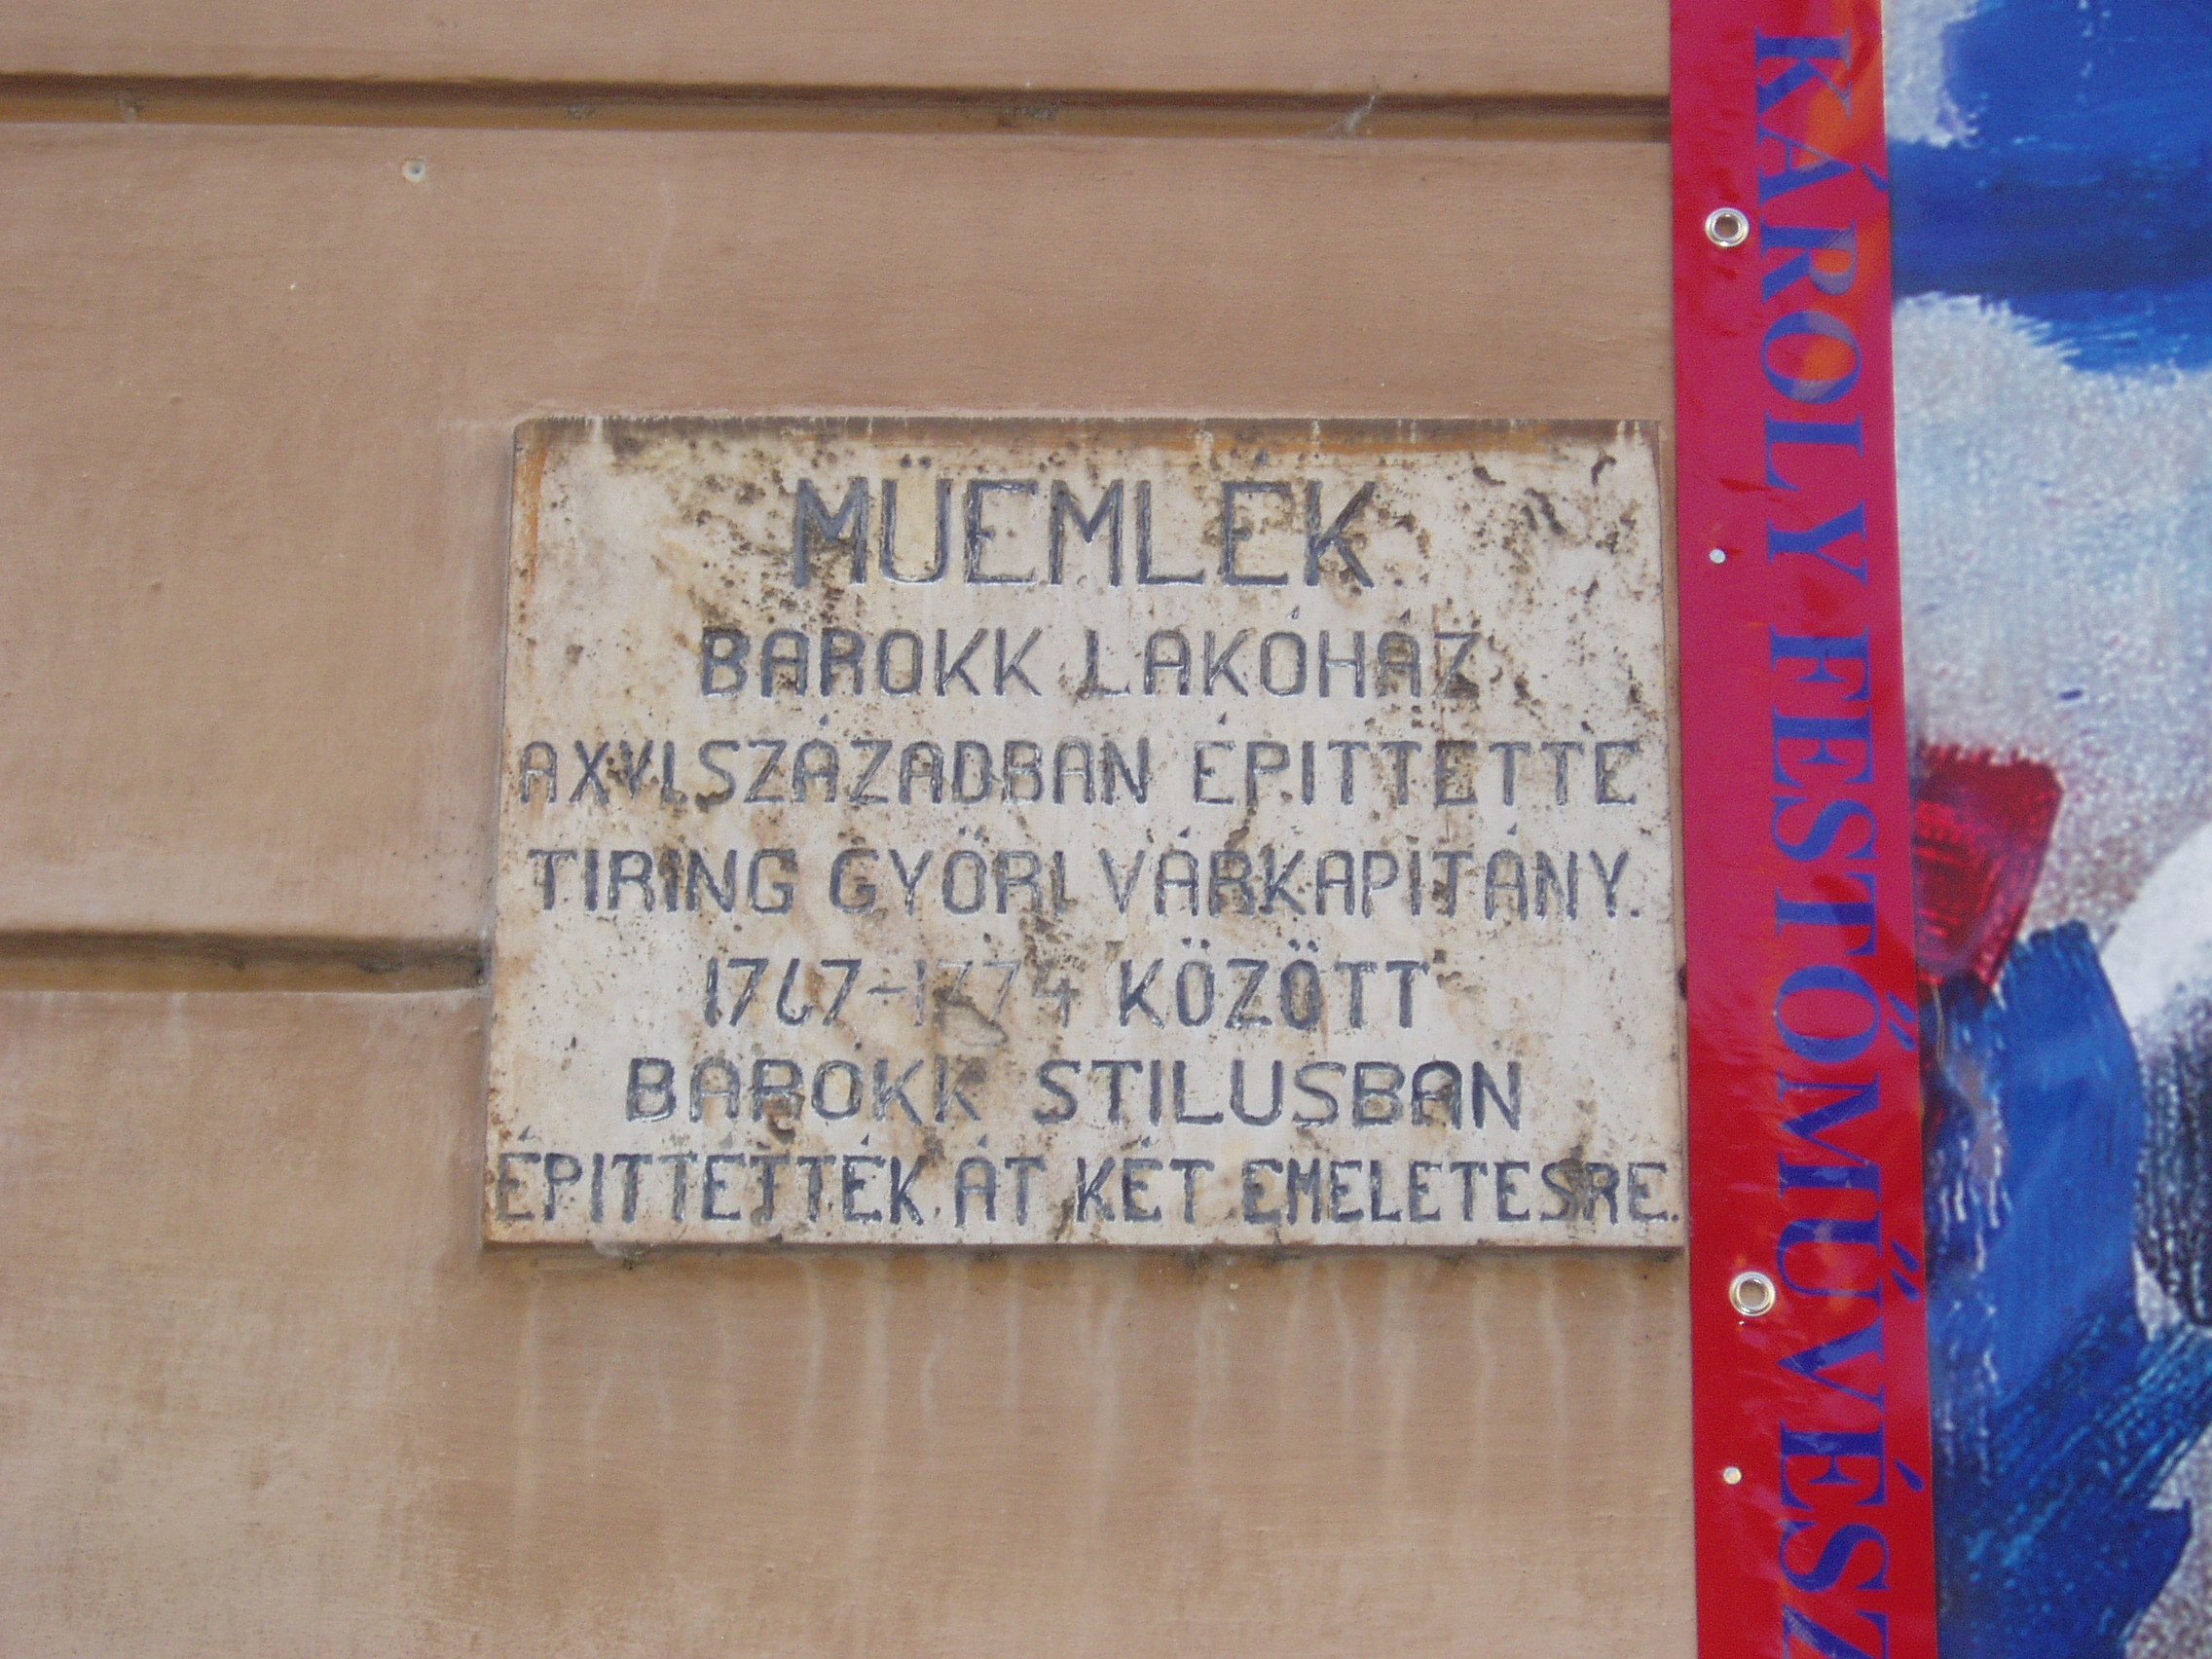 MÜEMLÉK
BAROKK LAKÓHÁZ
A XVI. SZÁZADBAN ÉPITTETTE
TIRING GYŐRI VÁRKAPITÁNY.
1767-1774 KÖZÖTT
BAROKK STILUSBAN
ÉPITTETTÉK ÁT KÉT EMELETESRE.
KÁROLY FESTŐMŰVÉSZ